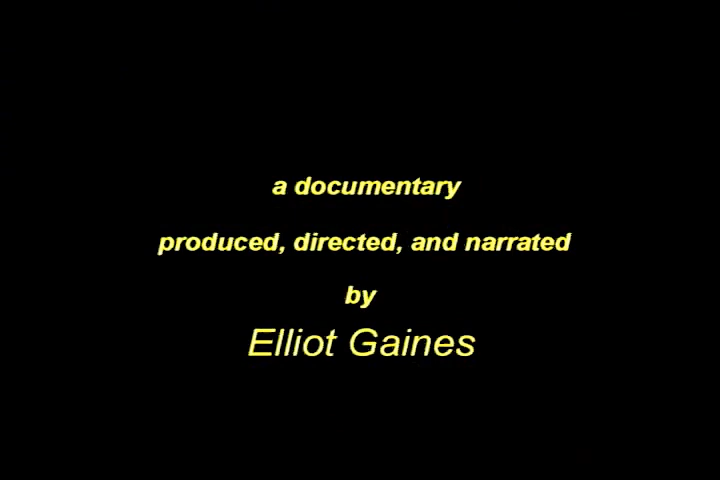 a documentary
produced, directed, and narrated
by
Elliot Gaines